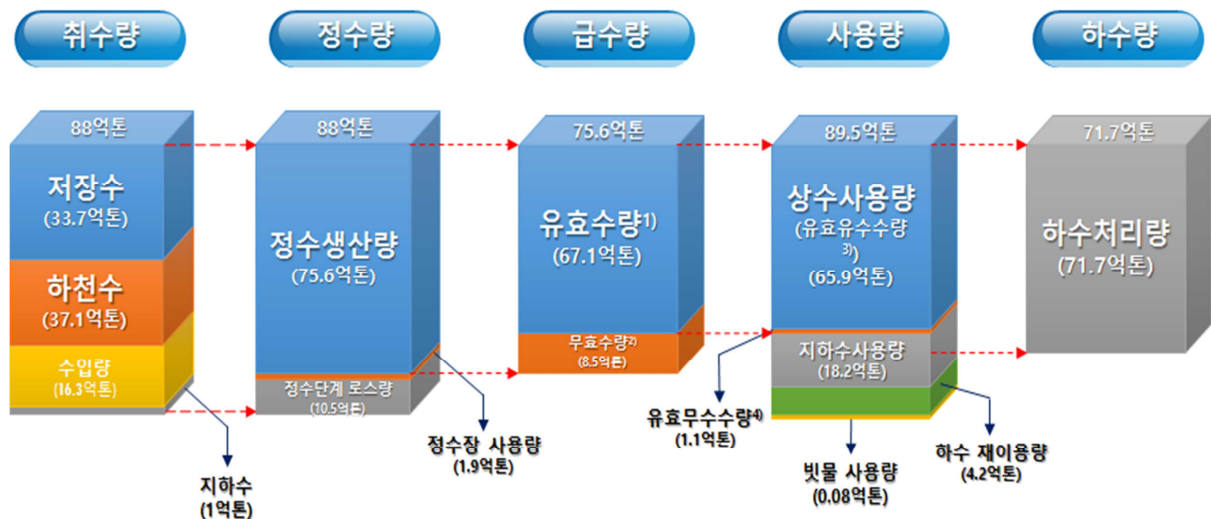 취수량
정수량
급수량
사용량
하수량
88억톤
88억톤
75.6억톤
89.5억톤
71.7억톤
저장수
(33.7억톤)
하천수
(37.1억톤)
수입량
(16.3억톤)
지하수
(1억톤)
정수생산량
(75.6억톤)
정수단계 로스량
(10.5억톤)
정수장 사용량
(1.9억톤)
유효수량1)
(67.1억톤)
무효수량2)
(8.5억톤)
상수사용량
(유효유수수량
3))
(65.9억톤)
지하수사용량
(18.2억톤)
유효무수수량4)
(1.1억톤)
빗물 사용량
(0.08억톤)
하수 재이용량
(4.2억톤)
하수처리량
(71.7억톤)